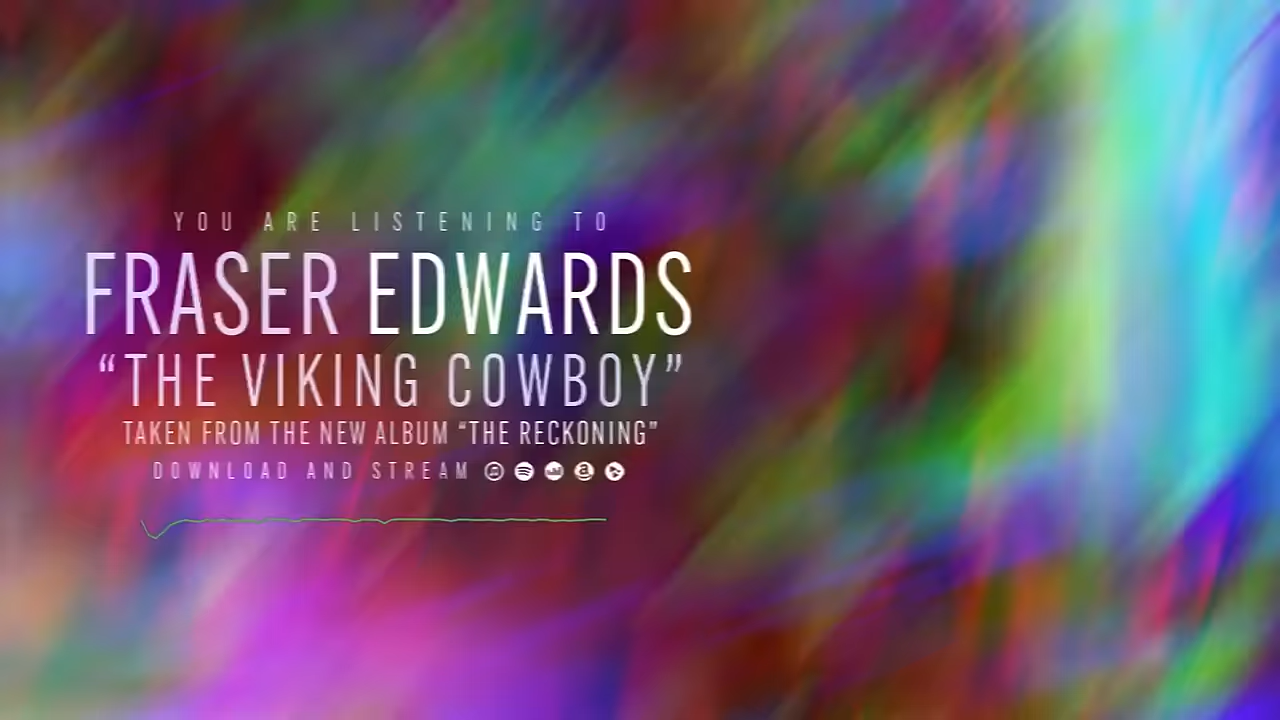 YOU ARE LISTENING TO
FRASER EDWARDS
“THE VIKING COWBOY”
TAKEN FROM THE NEW ALBUM “THE RECKONING”
DOWNLOAD AND STREAM